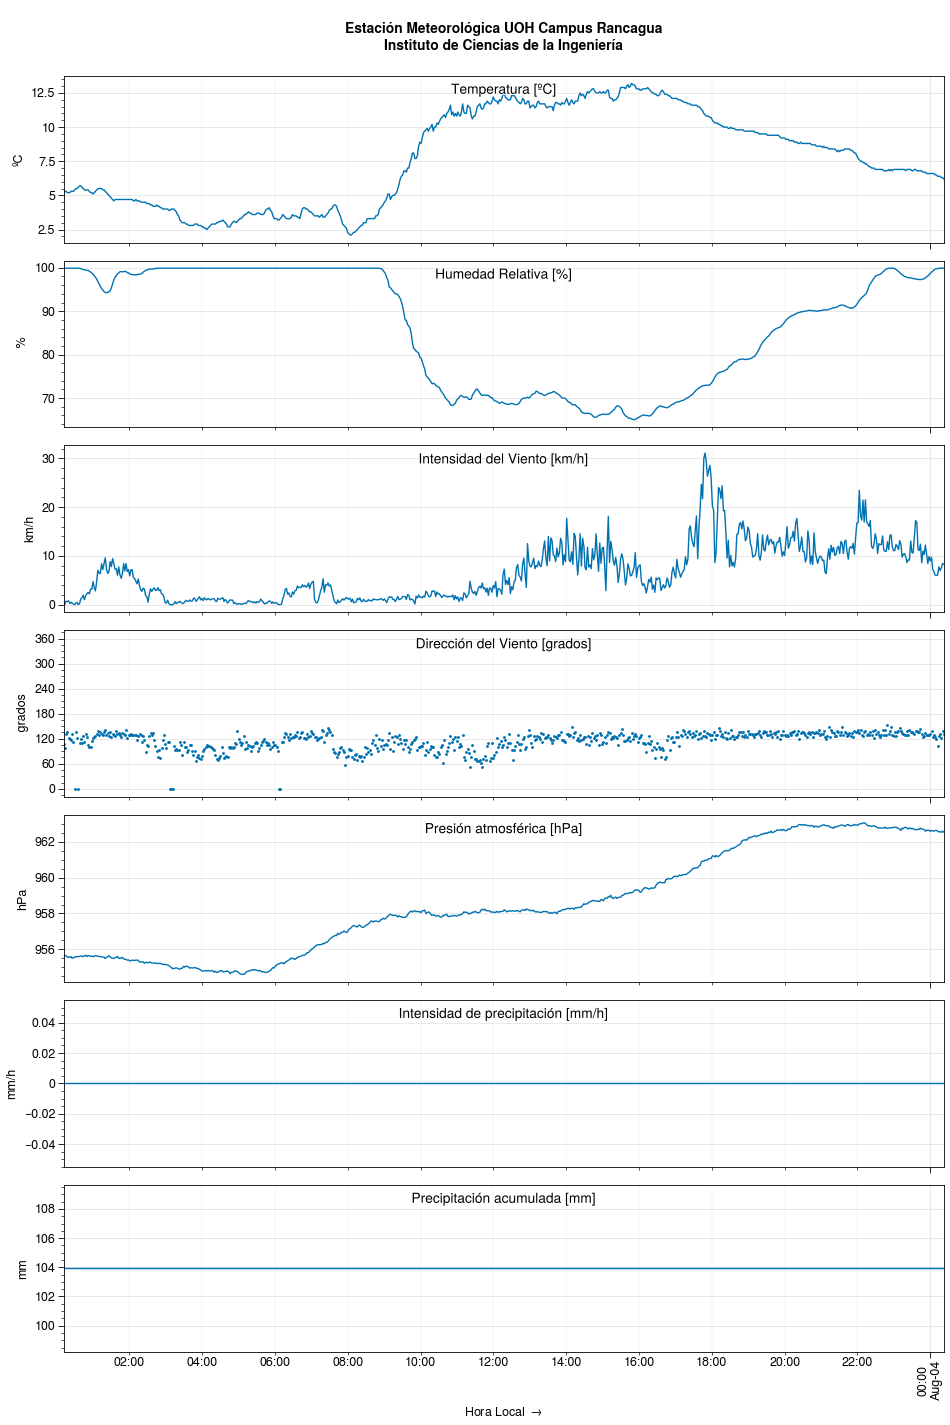 Estación Meteorológica UOH Campus Rancagua
Instituto de Ciencias de la Ingeniería
Temperatura [ºC]
12.5
10
7.5
5
2.5
ºC
Humedad Relativa [%]
100
90
80
70
%
Intensidad del Viento [km/h]
30
20
10
0
km/h
Dirección del Viento [grados]
360
300
240
180
120
60
0
grados
Presión atmosférica [hPa]
962
960
958
956
hPa
Intensidad de precipitación [mm/h]
0.04
0.02
0
−0.02
−0.04
mm/h
Precipitación acumulada [mm]
108
106
104
102
100
mm
02:00 04:00 06:00 08:00 10:00 12:00 14:00 16:00 18:00 20:00 22:00
00:00
Aug-04
Hora Local →